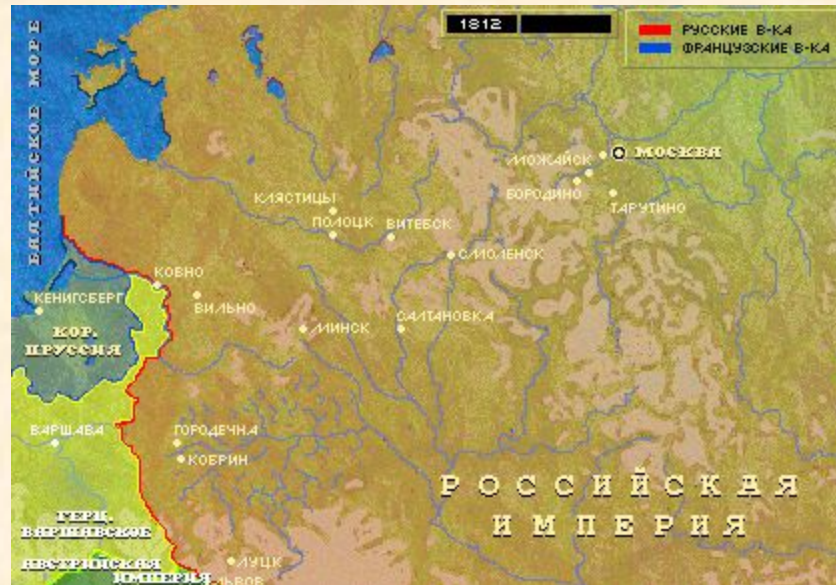 1812
РУССКИЕ В-КА
ФРАНЦУЗСКИЕ В-КА
БАЛТИЙСКОЕ МОРЕ
МОЖАЙСК
МОСКВА
БОРОДИНО
ТАРУТИНО
КЛЯСТИЦЫ
ПОЛОЦК
ВИТЕБСК
СМОЛЕНСК
КОВНО
КЕНИГСБЕРГ
ВИЛЬНО
КОР.
ПРУССИЯ
МИНСК
САЛТАНОВКА
ВАРШАВА
ГОРОДЕЧНА
КОБРИН
РОССИЙСКАЯ
ИМПЕРИЯ
ГЕРЦ.
ВАРШАВСКОЕ
АВСТРИЙСКАЯ
ИМПЕРИЯ
ЛУЦК
ЛЬВОВ